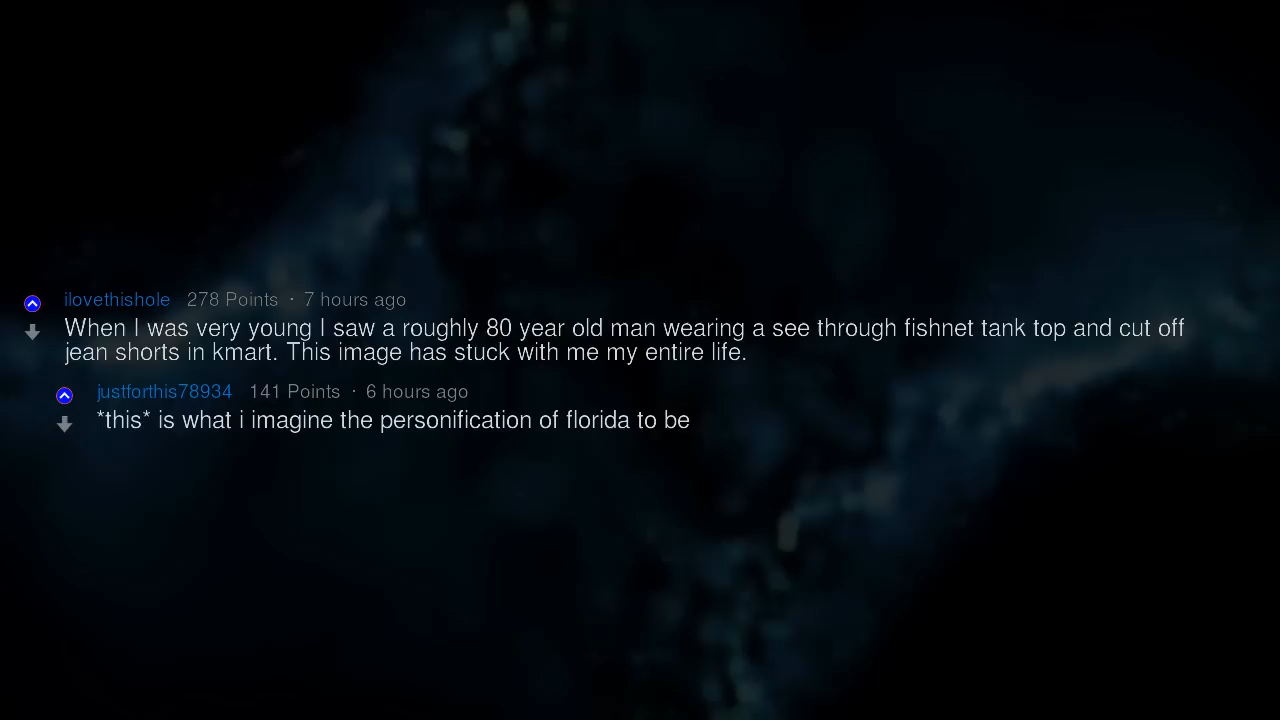 ilovethishole 278 Points · 7 hours ago
When I was very young I saw a roughly 80 year old man wearing a see through fishnet tank top and cut off
jean shorts in kmart. This image has stuck with me my entire life.
justforthis78934 141 Points · 6 hours ago
*this* is what i imagine the personification of florida to be